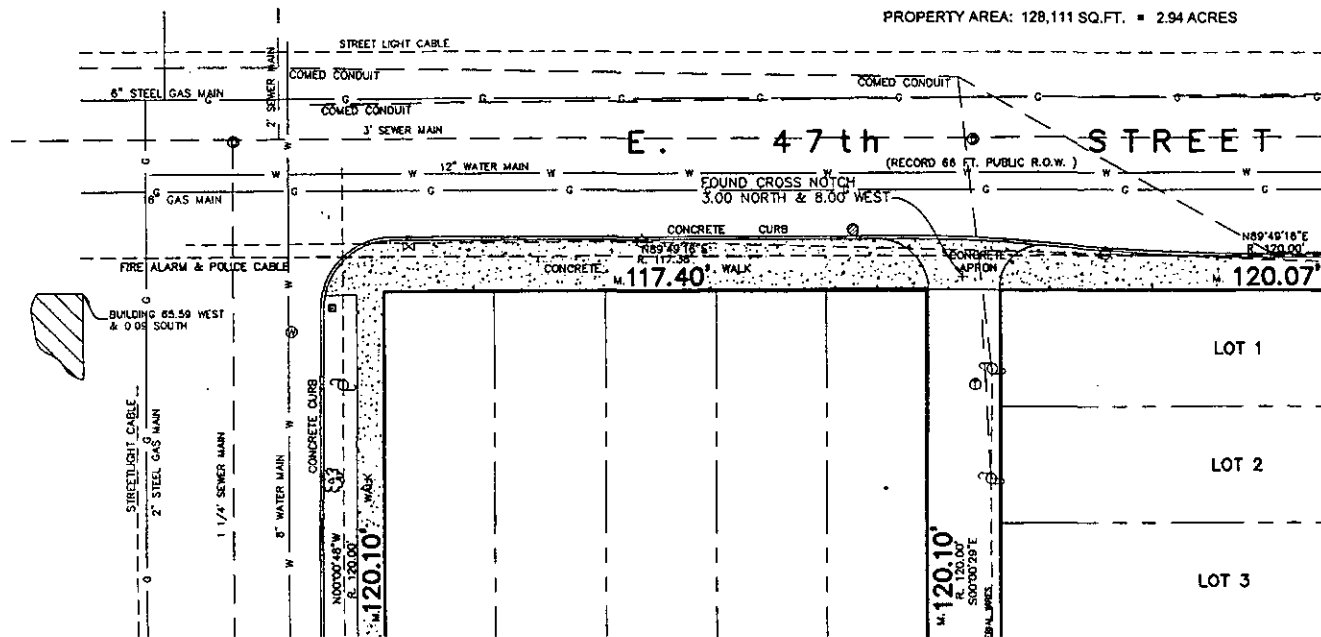 PROPERTY AREA: 128,111 SQ.FT. = 2.94 ACRES
STREET LIGHT CABLE
2' SEWER MAIN
COMED CONDUIT
COMED CONDUIT
6" STEEL GAS MAIN
G G G G G G G G
COMED CONDUIT
3' SEWER MAIN
E. 47th STREET
(RECORD 66 FT. PUBLIC R.O.W. )
12" WATER MAIN
W W W W W W W
G G G G G G
6" GAS MAIN
FOUND CROSS NOTCH
3.00 NORTH & 8.00 WEST
CONCRETE CURB
N89°49'16"E
R. 117.38'
M. 117.40'
CONCRETE WALK
CONCRETE
APRON
N89°49'16"E
R. 120.00'
M. 120.07'
FIRE ALARM & POLICE CABLE
BUILDING 65.59 WEST
& 0.09 SOUTH
STREETLIGHT CABLE
2" STEEL GAS MAIN
1 1/4' SEWER MAIN
8" WATER MAIN
CONCRETE CURB
WALK
N00°00'48"W
R. 120.00'
M. 120.10'
M. 120.10'
R. 120.00'
S00°00'29"E
LOT 1
LOT 2
LOT 3